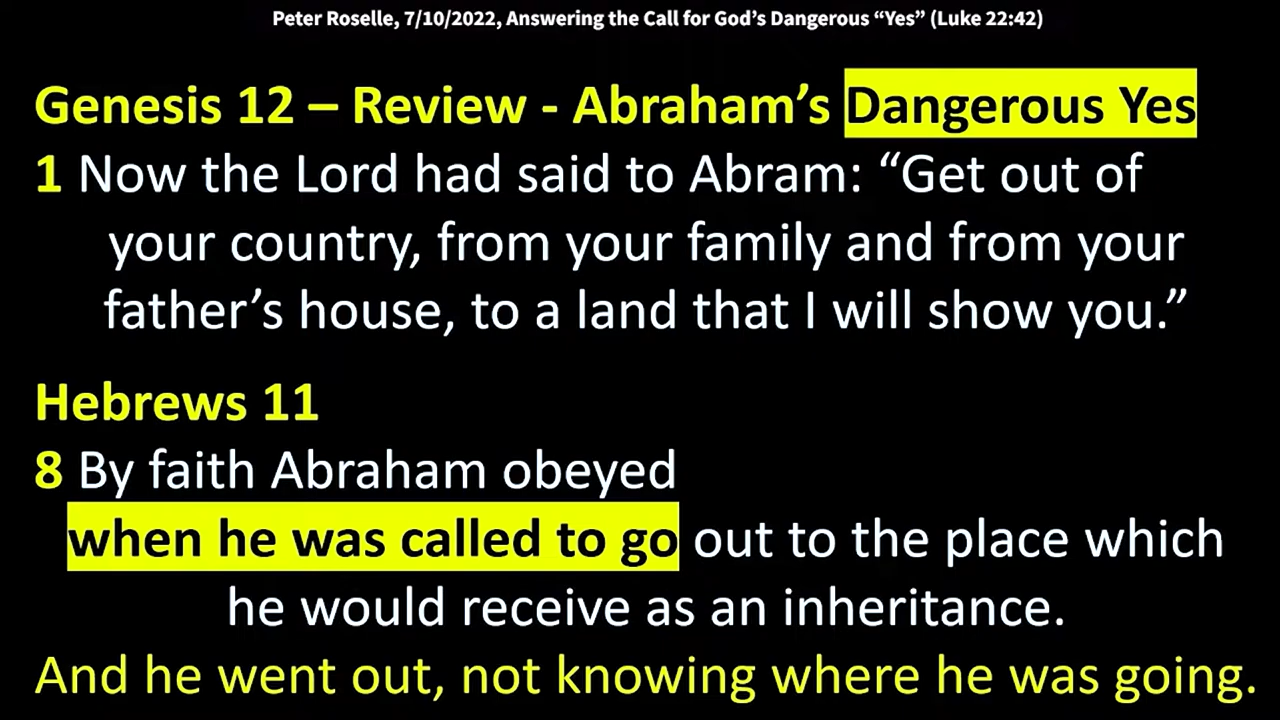 Peter Roselle, 7/10/2022, Answering the Call for God’s Dangerous “Yes” (Luke 22:42)
Genesis 12 – Review - Abraham’s Dangerous Yes
1 Now the Lord had said to Abram: “Get out of
your country, from your family and from your
father’s house, to a land that I will show you.”
Hebrews 11
8 By faith Abraham obeyed
when he was called to go out to the place which
he would receive as an inheritance.
And he went out, not knowing where he was going.